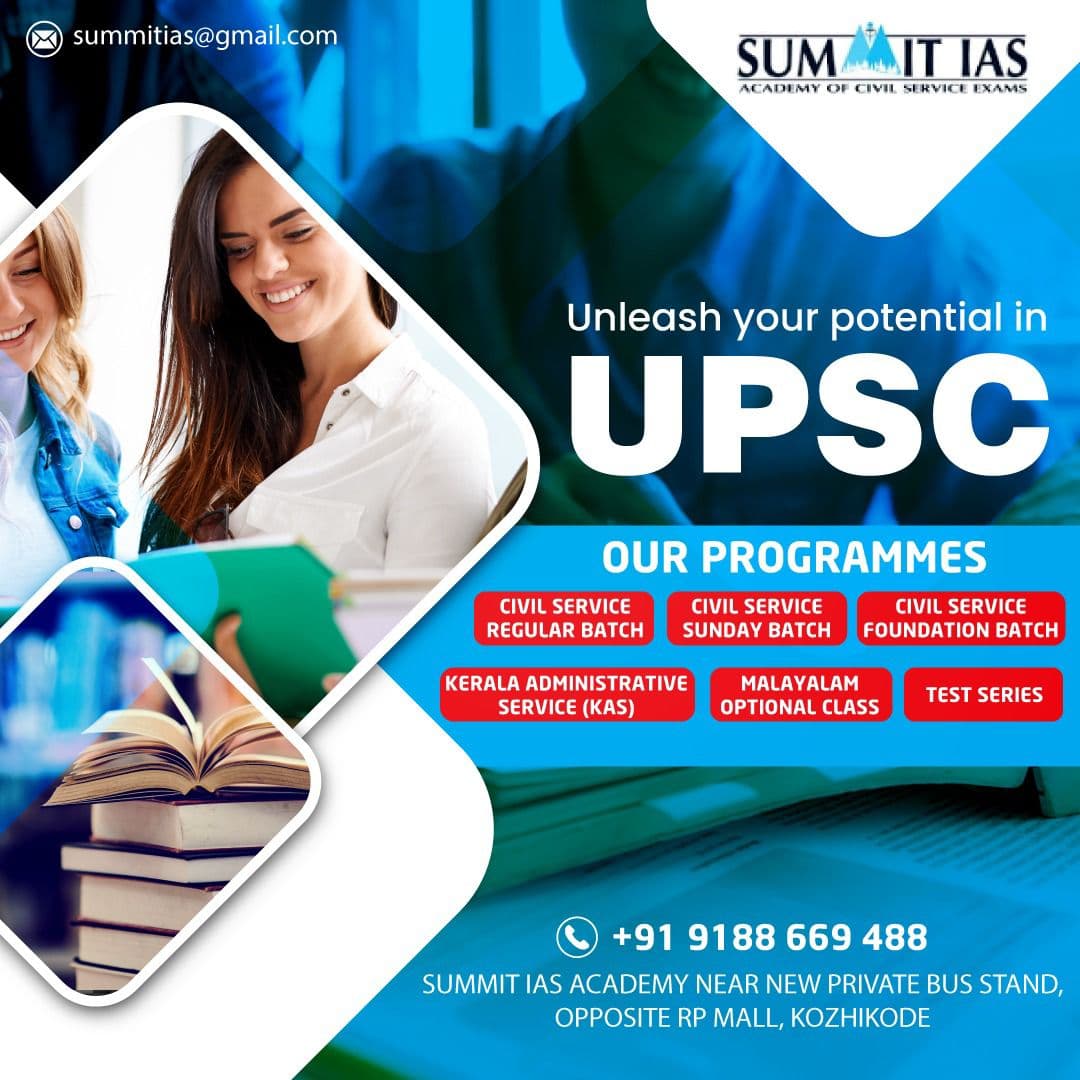 summitias@gmail.com
SUMMIT IAS
ACADEMY OF CIVIL SERVICE EXAMS
Unleash your potential in
UPSC
OUR PROGRAMMES
CIVIL SERVICE
REGULAR BATCH
CIVIL SERVICE
SUNDAY BATCH
CIVIL SERVICE
FOUNDATION BATCH
KERALA ADMINISTRATIVE
SERVICE (KAS)
MALAYALAM
OPTIONAL CLASS
TEST SERIES
+91 9188 669 488
SUMMIT IAS ACADEMY NEAR NEW PRIVATE BUS STAND,
OPPOSITE RP MALL, KOZHIKODE